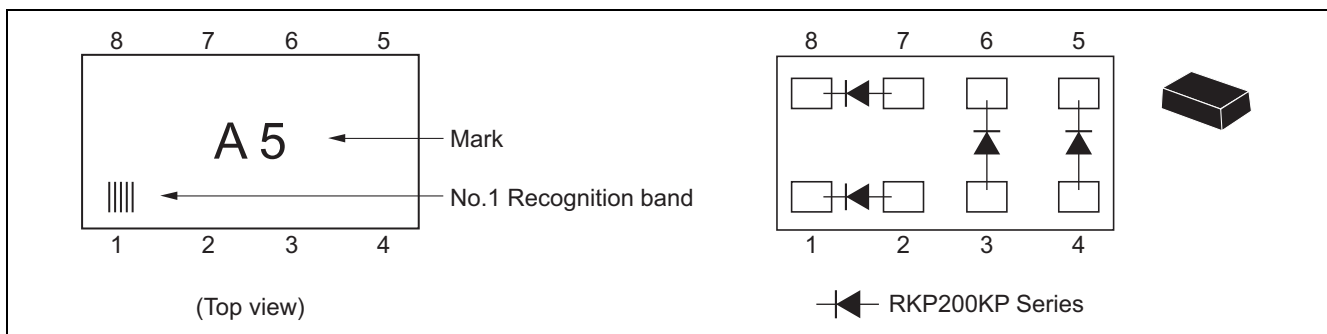 8 7 6 5
A 5
Mark
No.1 Recognition band
1 2 3 4
(Top view)
8 7 6 5
1 2 3 4
RKP200KP Series